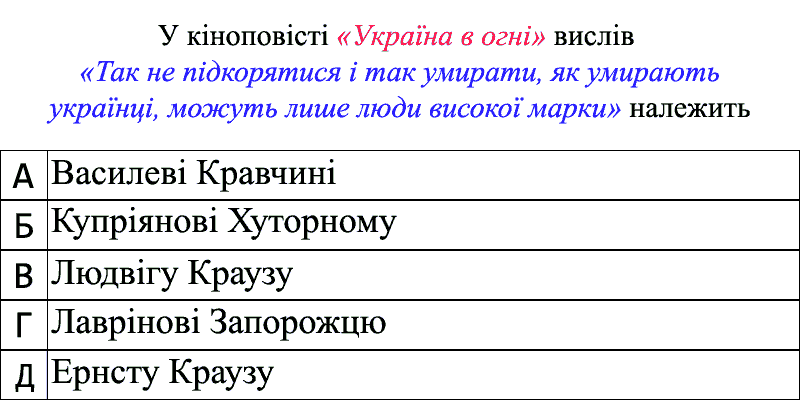 У кіноповісті «Україна в огні» вислів
«Так не підкорятися і так умирати, як умирають
українці, можуть лише люди високої марки» належить
А Василеві Кравчині
Б Купріянові Хуторному
В Людвігу Краузу
Г Лаврінові Запорожцю
Д Ернсту Краузу